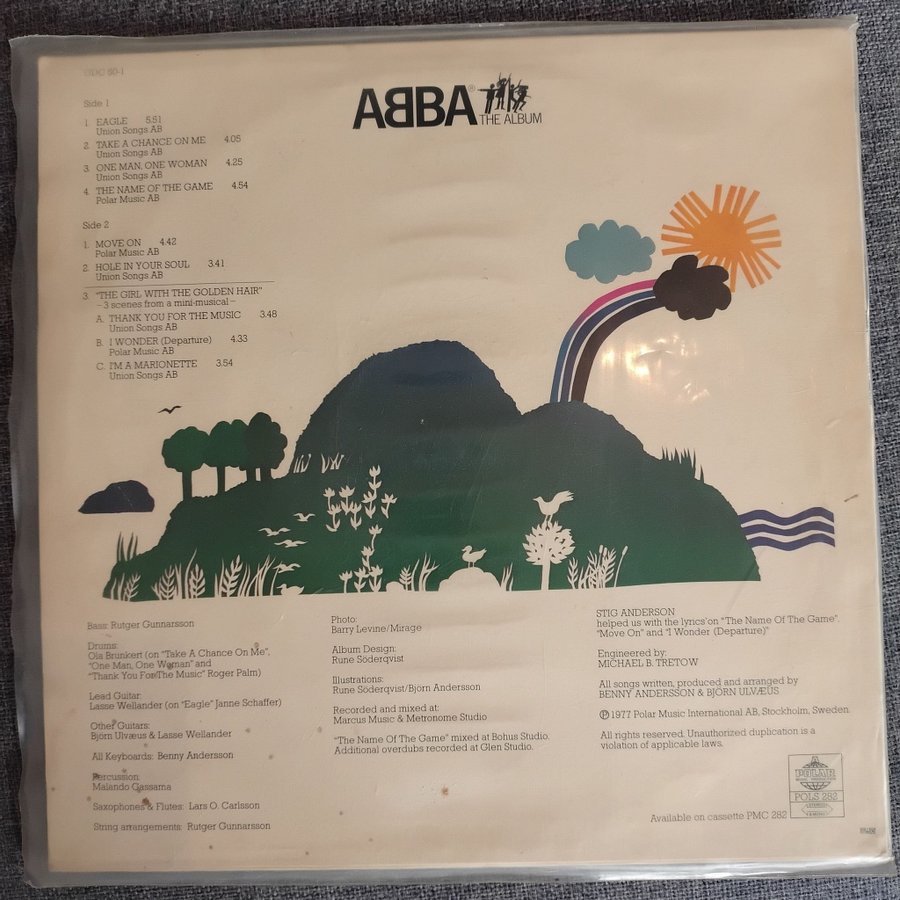 ABBA® THE ALBUM
Side 1
1. EAGLE 5.51
Union Songs AB
2. TAKE A CHANCE ON ME 4.05
Union Songs AB
3. ONE MAN, ONE WOMAN 4.25
Union Songs AB
4. THE NAME OF THE GAME 4.54
Polar Music AB
Side 2
1. MOVE ON 4.42
Polar Music AB
2. HOLE IN YOUR SOUL 3.41
Union Songs AB
3. "THE GIRL WITH THE GOLDEN HAIR"
–3 scenes from a mini-musical–
A. THANK YOU FOR THE MUSIC 3.48
Union Songs AB
B. I WONDER (Departure) 4.33
Polar Music AB
C. I'M A MARIONETTE 3.54
Union Songs AB
Bass: Rutger Gunnarsson
Drums:
Ola Brunkert (on "Take A Chance On Me",
"One Man, One Woman" and
"Thank You For The Music" Roger Palm)
Lead Guitar:
Lasse Wellander (on "Eagle" Janne Schaffer)
Other Guitars:
Björn Ulvæus & Lasse Wellander
All Keyboards: Benny Andersson
Percussion:
Malando Gassama
Saxophones & Flutes: Lars O. Carlsson
String arrangements: Rutger Gunnarsson
Photo:
Barry Levine/Mirage
Album Design:
Rune Söderqvist
Illustrations:
Rune Söderqvist/Björn Andersson
Recorded and mixed at:
Marcus Music & Metronome Studio
"The Name Of The Game" mixed at Bohus Studio.
Additional overdubs recorded at Glen Studio.
STIG ANDERSON
helped us with the lyrics on "The Name Of The Game".
"Move On" and "I Wonder (Departure)"
Engineered by:
MICHAEL B. TRETOW
All songs written, produced and arranged by
BENNY ANDERSSON & BJÖRN ULVÆUS
℗ 1977 Polar Music International AB, Stockholm, Sweden.
All rights reserved. Unauthorized duplication is a
violation of applicable laws.
POLAR
POLS 282
STEREO
Available on cassette PMC 282